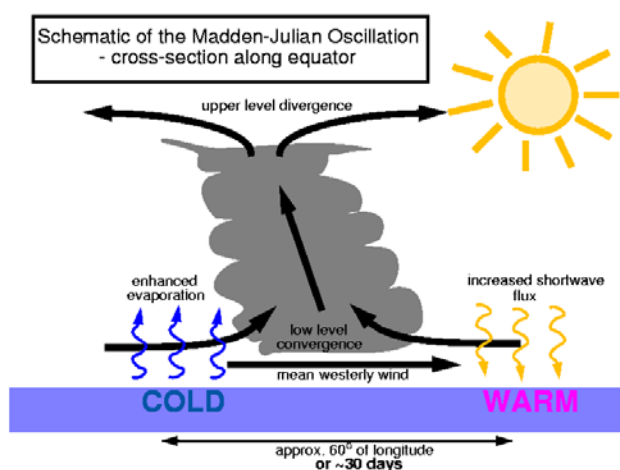 Schematic of the Madden-Julian Oscillation
- cross-section along equator
upper level divergence
enhanced
evaporation
increased shortwave
flux
low level
convergence
mean westerly wind
COLD
WARM
approx. 60° of longitude
or ~30 days